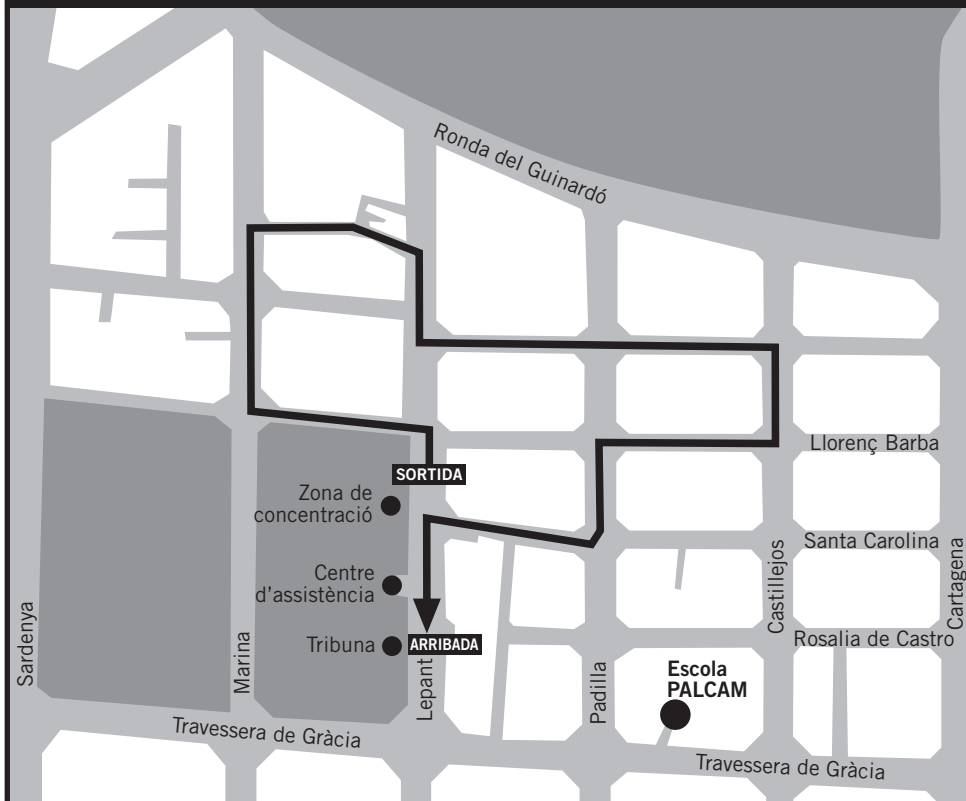 Ronda del Guinardó
Llorenç Barba
SORTIDA
Zona de
concentració
Santa Carolina
Centre
d'assistència
Castillejos
Cartagena
Sardenya
Marina
Tribuna
ARRIBADA
Rosalia de Castro
Lepant
Padilla
Escola
PALCAM
Travessera de Gràcia
Travessera de Gràcia